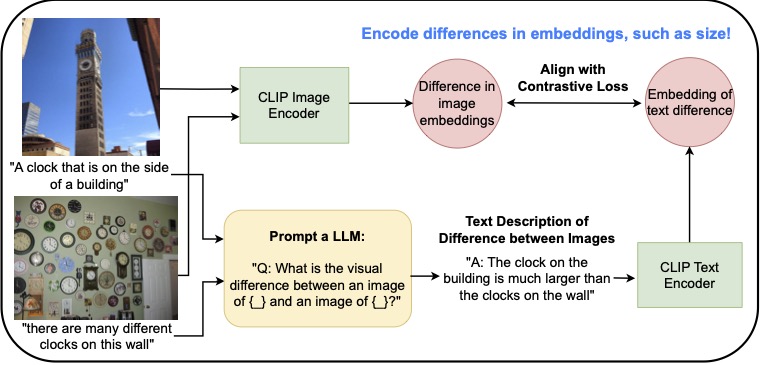 Encode differences in embeddings, such as size!
"A clock that is on the side
of a building"
CLIP Image
Encoder
Difference in
image
embeddings
Align with
Contrastive Loss
Embedding of
text difference
"there are many different
clocks on this wall"
Prompt a LLM:
"Q: What is the visual
difference between an image
of {_} and an image of {_}?"
Text Description of
Difference between Images
"A: The clock on the
building is much larger than
the clocks on the wall"
CLIP Text
Encoder